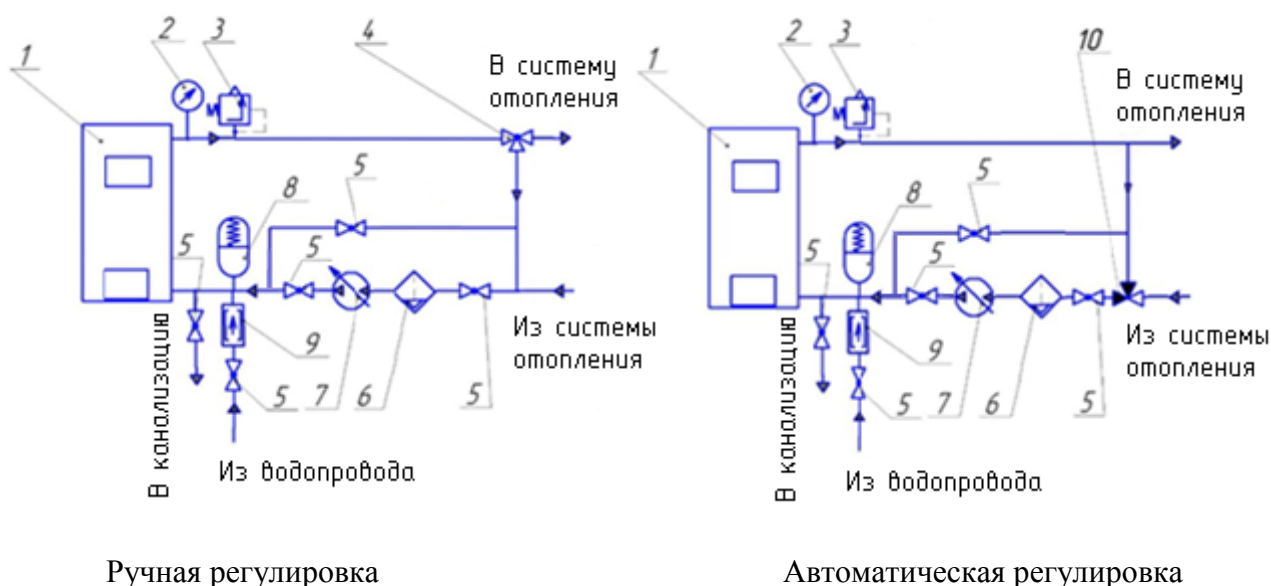 2
3
4
1
В систему
отопления
5
8
5
5
Из системы
отопления
9
5
7
6
5
В канализацию
Из водопровода
Ручная регулировка
2
3
10
1
В систему
отопления
5
8
5
5
Из системы
отопления
9
5
7
6
5
В канализацию
Из водопровода
Автоматическая регулировка